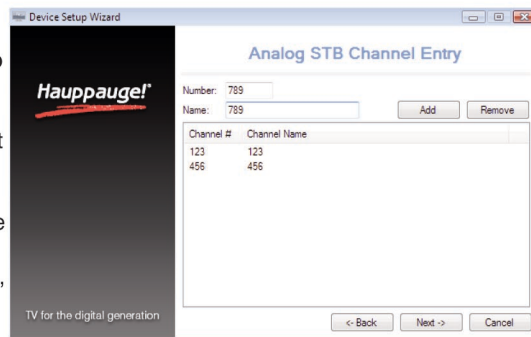 Device Setup Wizard
Analog STB Channel Entry
Hauppauge!
Number: 789
Name: 789 Add Remove
Channel # Channel Name
123 123
456 456
TV for the digital generation
<- Back Next -> Cancel